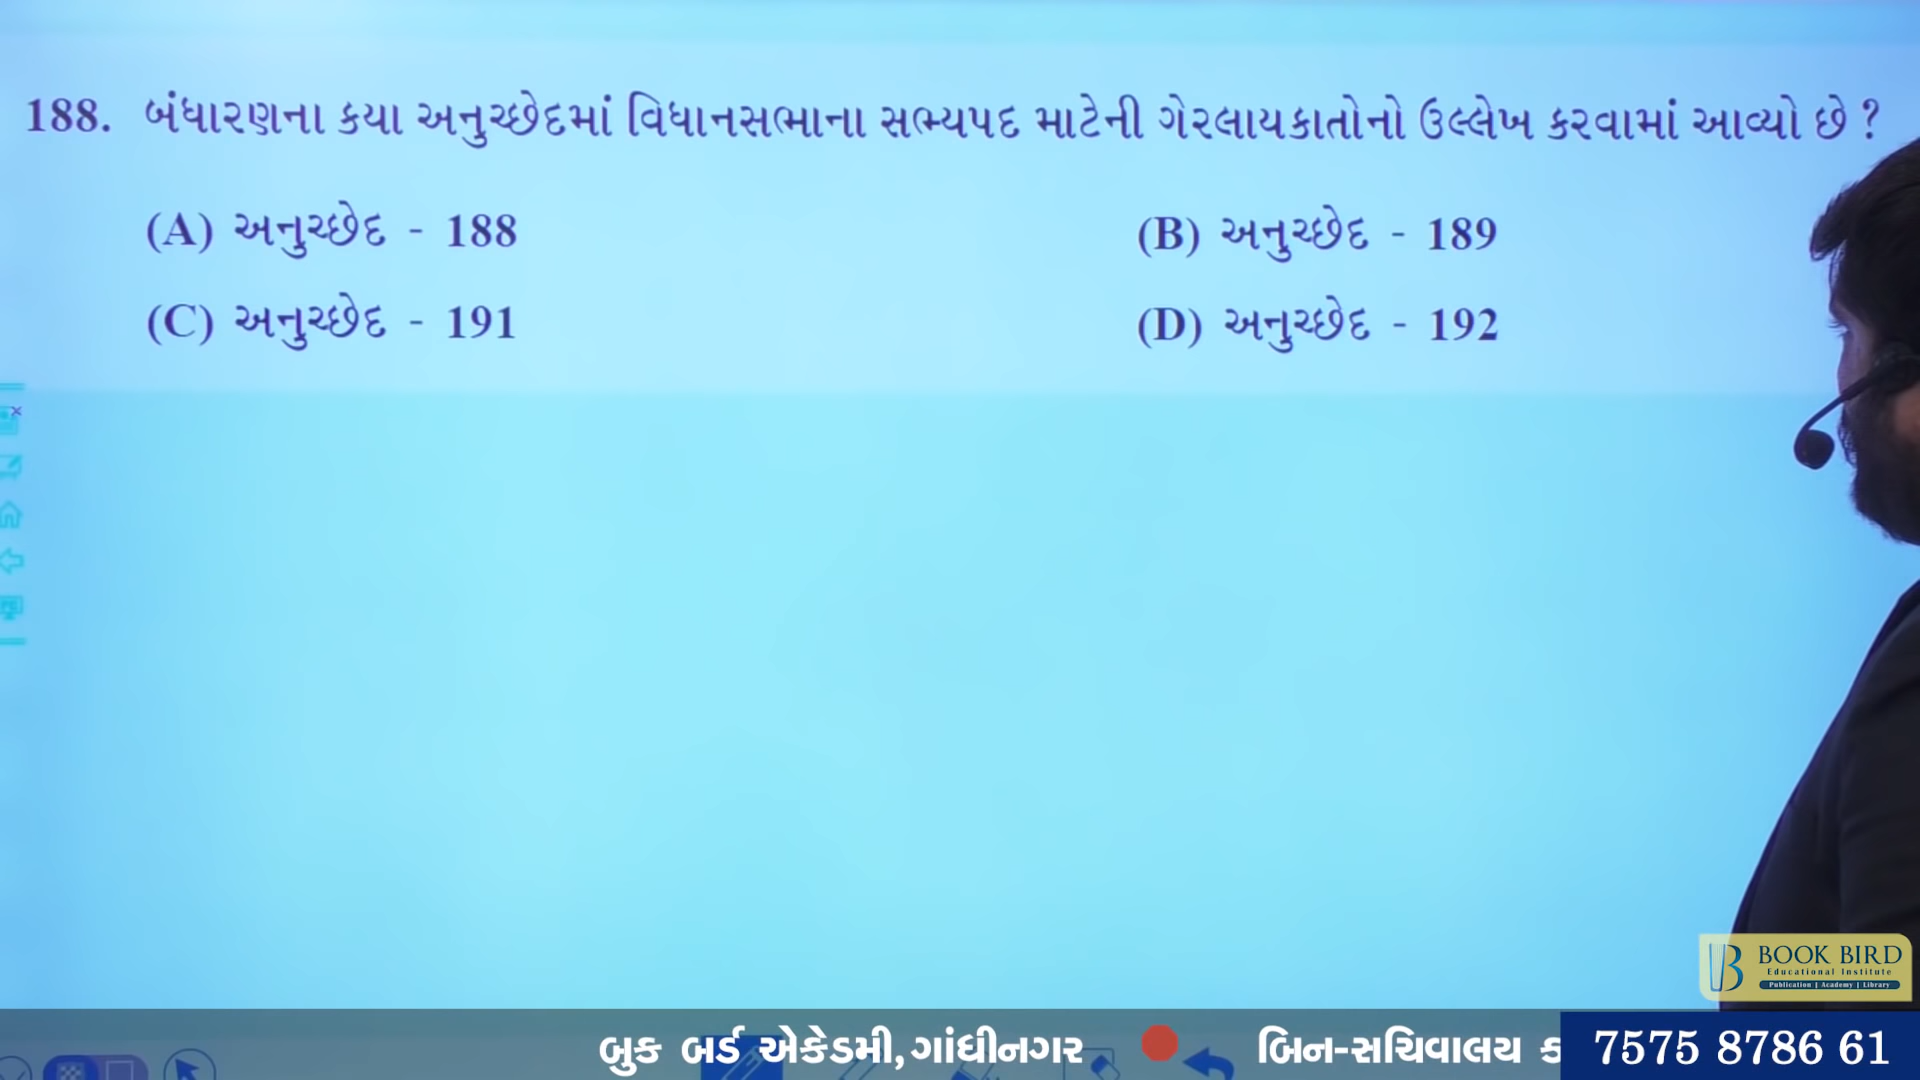 188. બંધારણના કયા અનુચ્છેદમાં વિધાનસભાના સભ્યપદ માટેની ગેરલાયકાતોનો ઉલ્લેખ કરવામાં આવ્યો છે ?
(A) અનુચ્છેદ - 188
(B) અનુચ્છેદ - 189
(C) અનુચ્છેદ - 191
(D) અનુચ્છેદ - 192
BOOK BIRD
Educational Institute
Publication | Academy | Library
બુક બર્ડ એકેડમી, ગાંધીનગર બિન-સચિવાલય ક 7575 8786 61